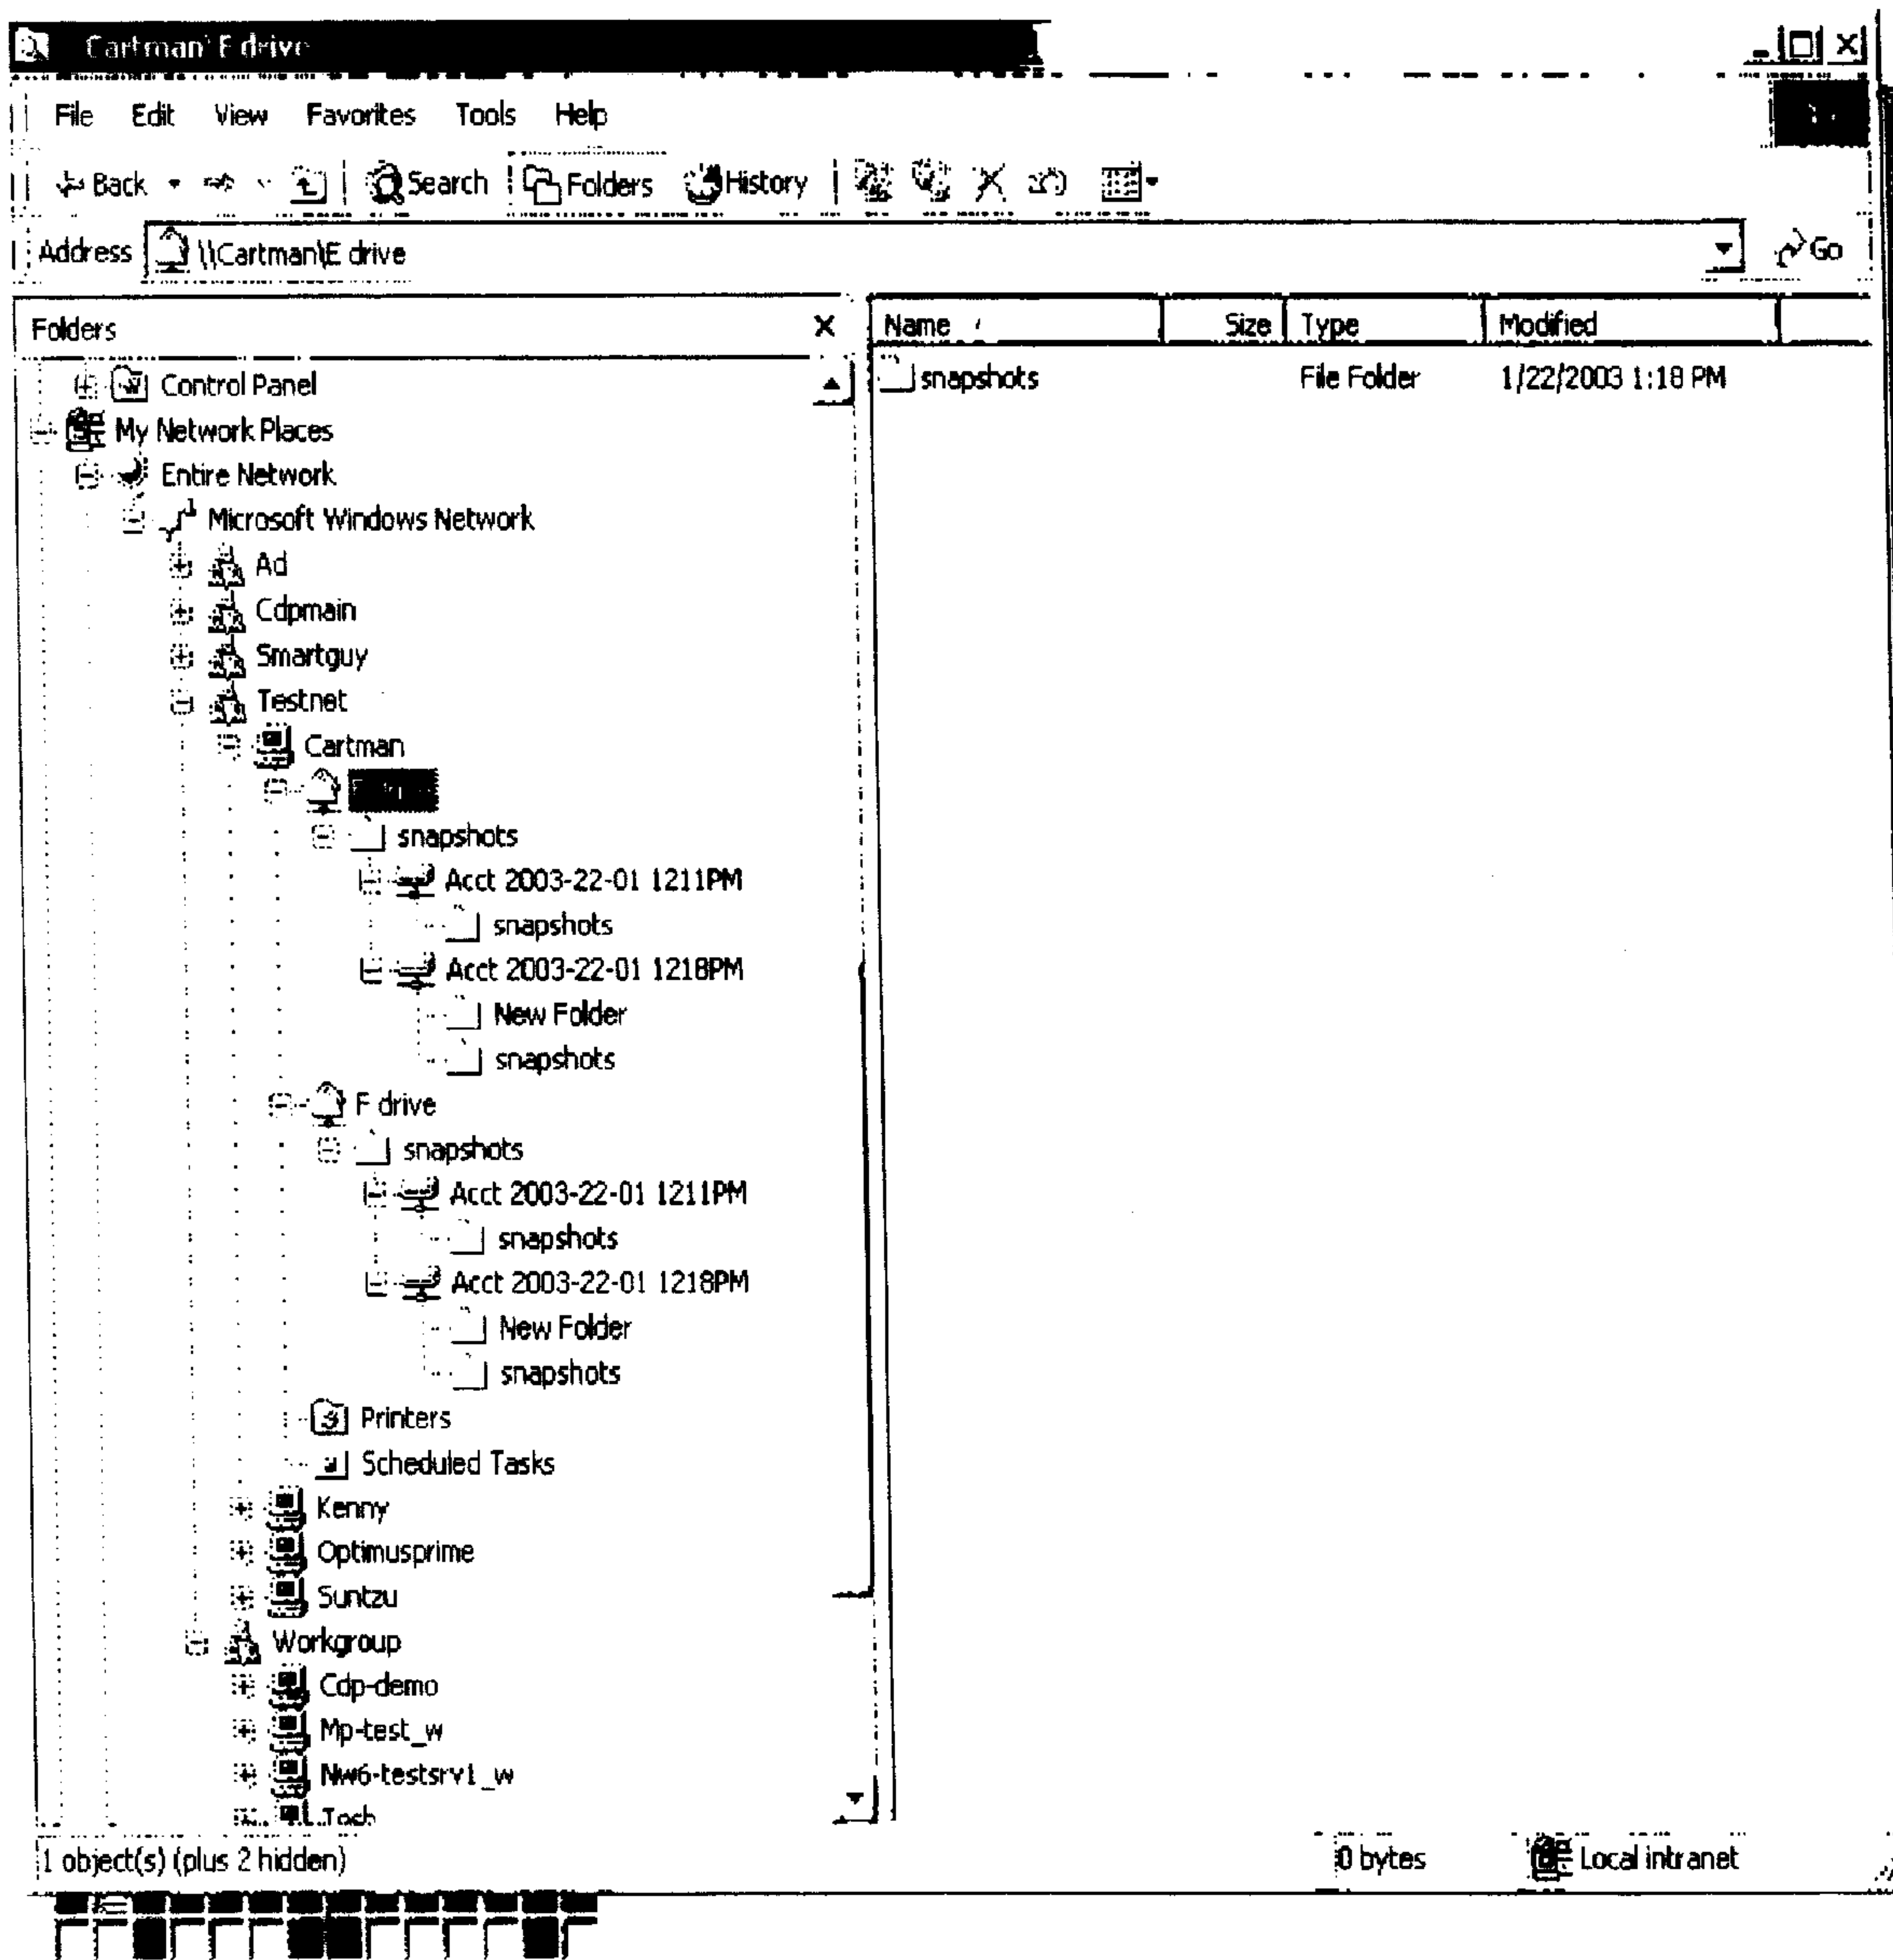 Cartman' E drive
File Edit View Favorites Tools Help
Back Search Folders History
Address \\Cartman\E drive Go
Folders
Name Size Type Modified
snapshots File Folder 1/22/2003 1:18 PM
Control Panel
My Network Places
Entire Network
Microsoft Windows Network
Ad
Cdpmain
Smartguy
Testnet
Cartman
snapshots
Acct 2003-22-01 1211PM
snapshots
Acct 2003-22-01 1218PM
New Folder
snapshots
F drive
snapshots
Acct 2003-22-01 1211PM
snapshots
Acct 2003-22-01 1218PM
New Folder
snapshots
Printers
Scheduled Tasks
Kenny
Optimusprime
Suntzu
Workgroup
Cdp-demo
Mp-test_w
Nw6-testsrv1_w
1 object(s) (plus 2 hidden) 0 bytes Local intranet